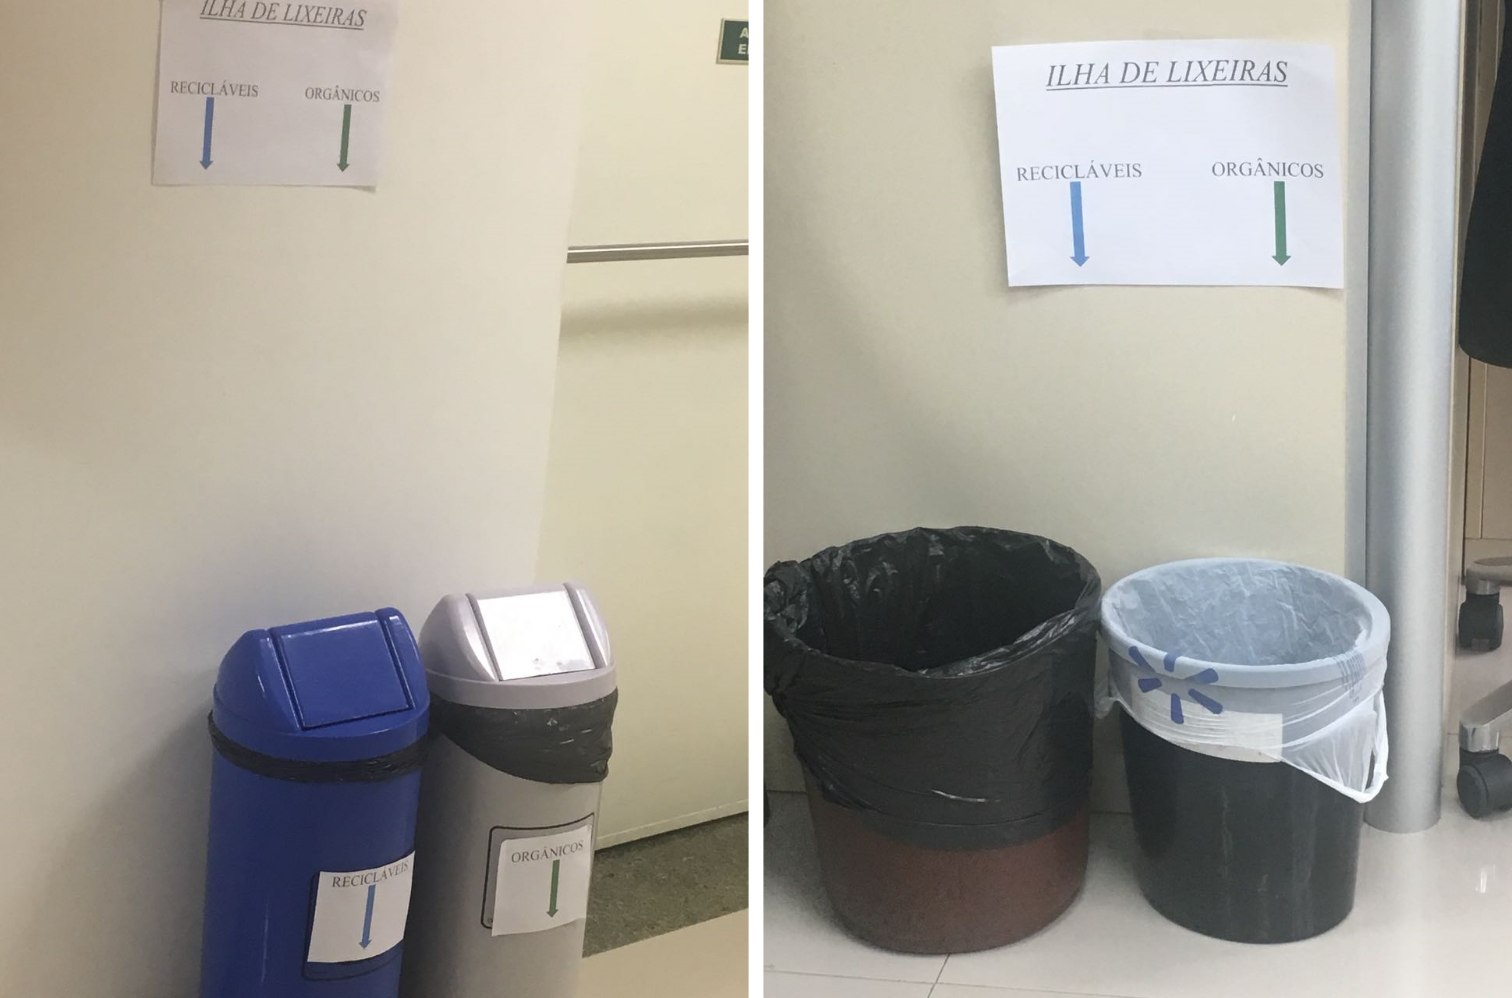 ILHA DE LIXEIRAS
RECICLÁVEIS ORGÂNICOS
RECICLÁVEIS
ORGÂNICOS
ILHA DE LIXEIRAS
RECICLÁVEIS ORGÂNICOS